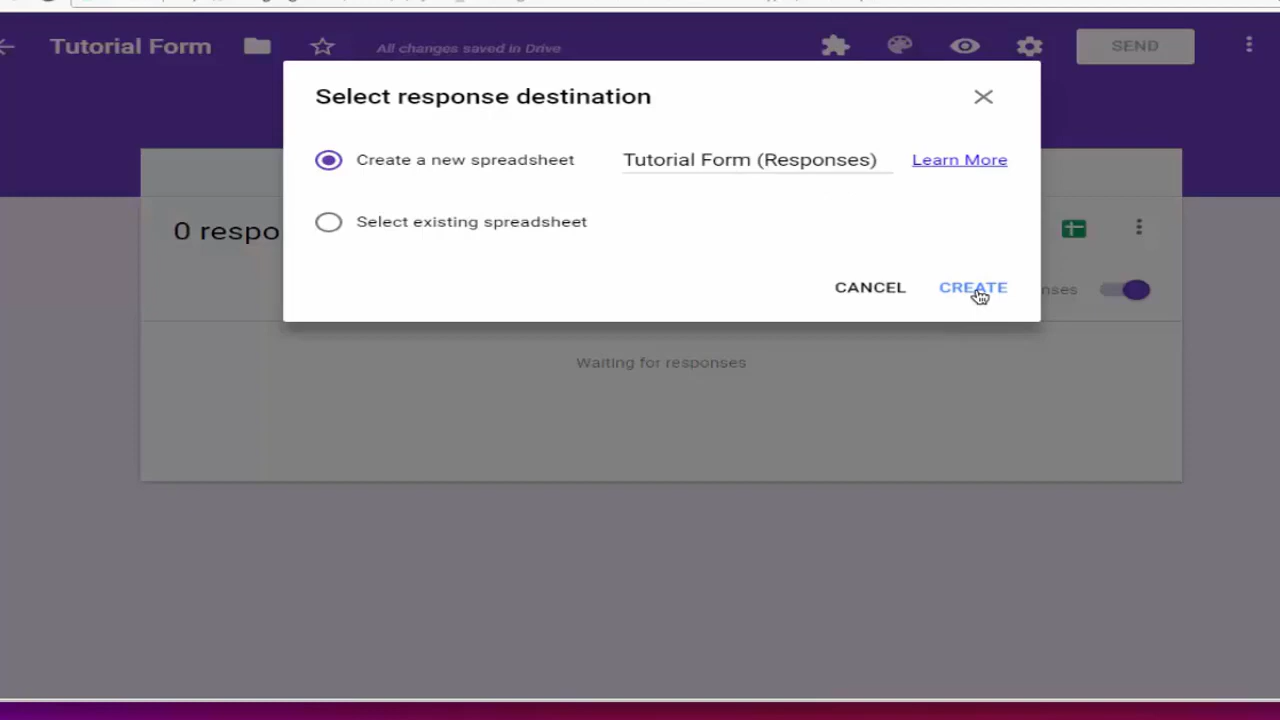 Tutorial Form All changes saved in Drive SEND
Select response destination
Create a new spreadsheet Tutorial Form (Responses) Learn More
Select existing spreadsheet
0 respo
CANCEL CREATE
nses
Waiting for responses